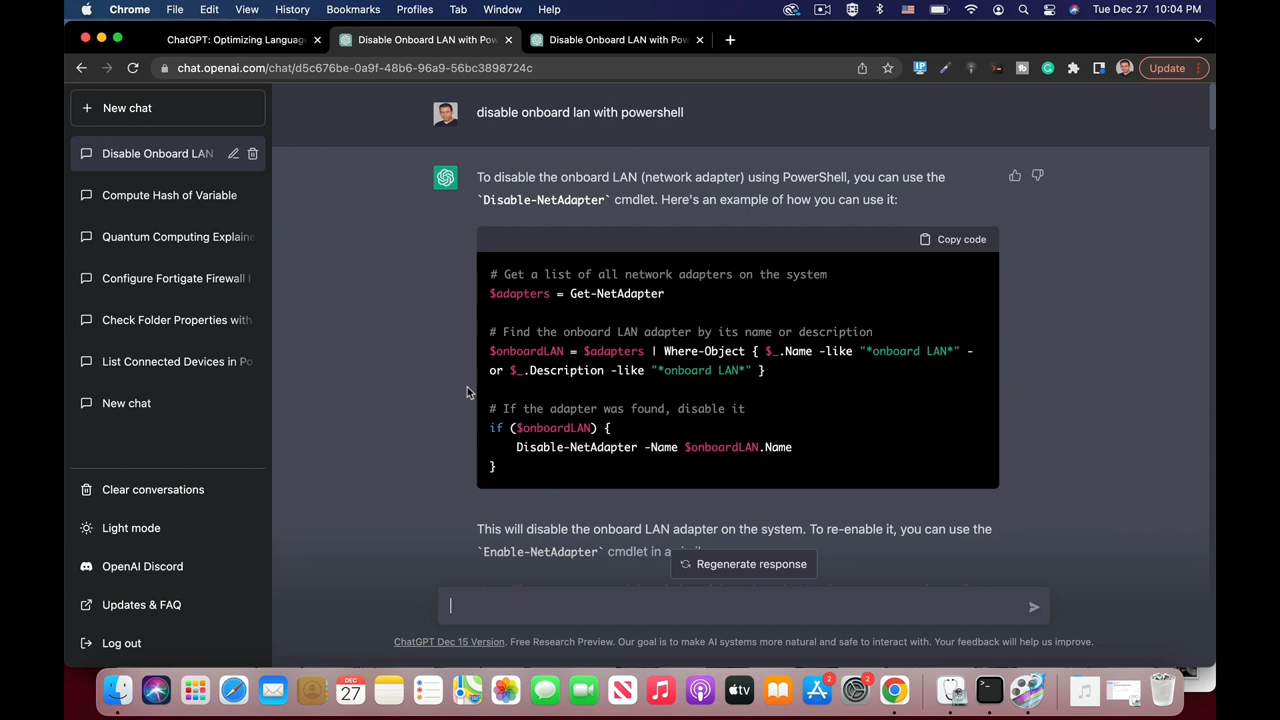 Chrome File Edit View History Bookmarks Profiles Tab Window Help Tue Dec 27 10:04 PM
ChatGPT: Optimizing Languag Disable Onboard LAN with Pow Disable Onboard LAN with Pow
chat.openai.com/chat/d5c676be-0a9f-48b6-96a9-56bc3898724c Update
New chat
Disable Onboard LAN
Compute Hash of Variable
Quantum Computing Explaine
Configure Fortigate Firewall
Check Folder Properties with
List Connected Devices in Po
New chat
Clear conversations
Light mode
OpenAI Discord
Updates & FAQ
Log out
disable onboard lan with powershell
To disable the onboard LAN (network adapter) using PowerShell, you can use the
`Disable-NetAdapter` cmdlet. Here's an example of how you can use it:
Copy code
# Get a list of all network adapters on the system
$adapters = Get-NetAdapter
# Find the onboard LAN adapter by its name or description
$onboardLAN = $adapters | Where-Object { $_.Name -like "*onboard LAN*" -
or $_.Description -like "*onboard LAN*" }
# If the adapter was found, disable it
if ($onboardLAN) {
Disable-NetAdapter -Name $onboardLAN.Name
}
This will disable the onboard LAN adapter on the system. To re-enable it, you can use the
`Enable-NetAdapter` cmdlet in a
Regenerate response
ChatGPT Dec 15 Version. Free Research Preview. Our goal is to make AI systems more natural and safe to interact with. Your feedback will help us improve.
DEC
27
tv
2
2